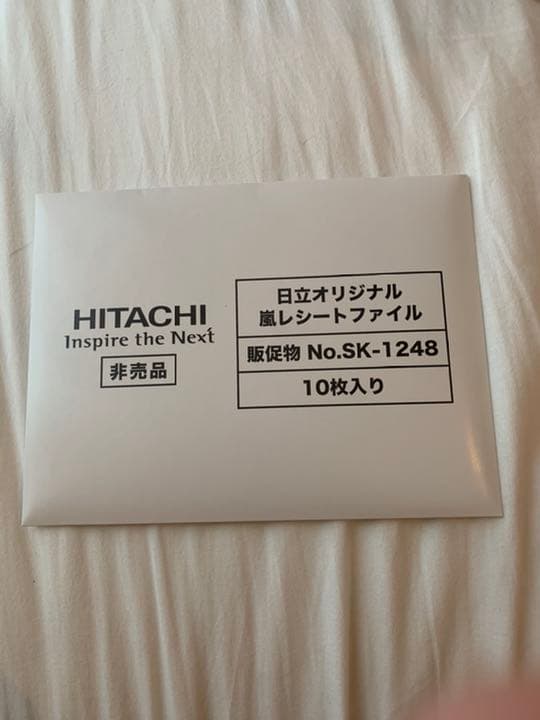 HITACHI
Inspire the Next
非売品
日立オリジナル
嵐レシートファイル
販促物 No.SK-1248
10枚入り